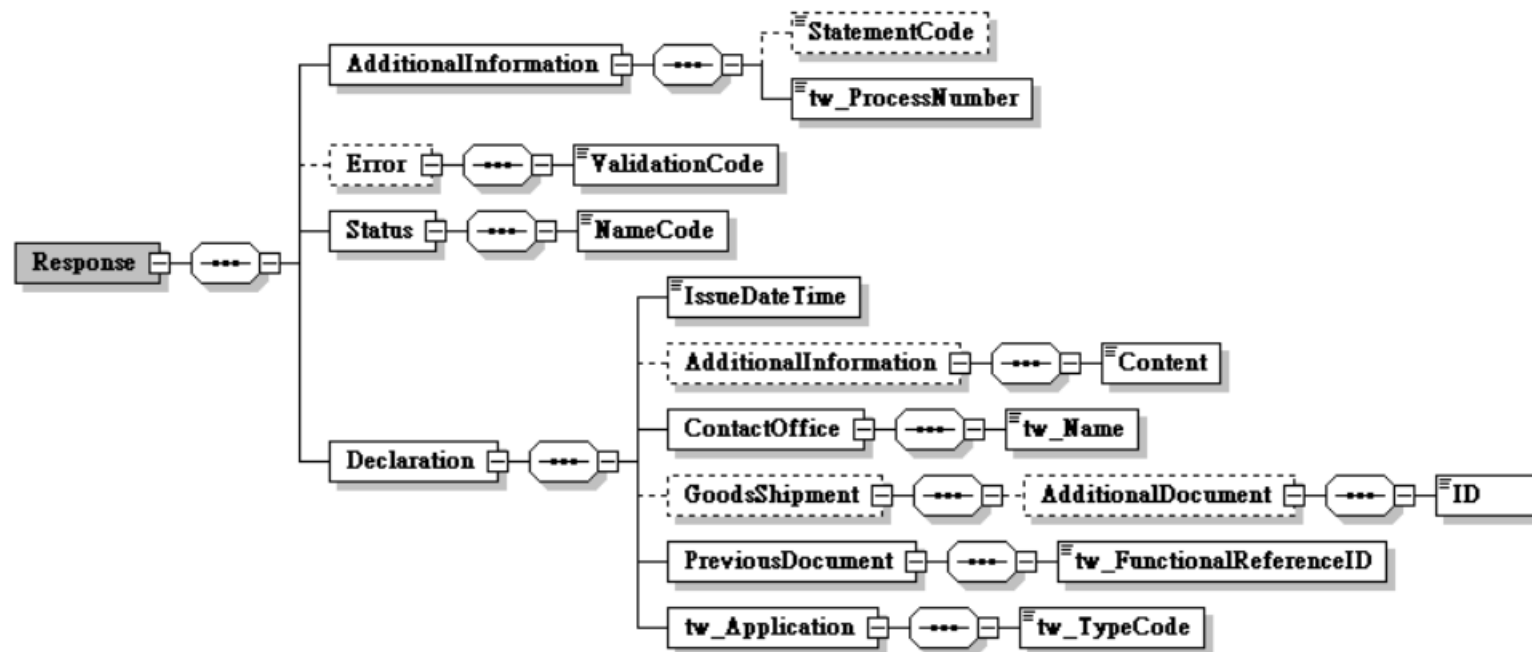 StatementCode
AdditionalInformation
tw_ProcessNumber
Error
ValidationCode
Status
NameCode
Response
IssueDateTime
AdditionalInformation
Content
ContactOffice
tw_Name
Declaration
GoodsShipment
AdditionalDocument
ID
PreviousDocument
tw_FunctionalReferenceID
tw_Application
tw_TypeCode